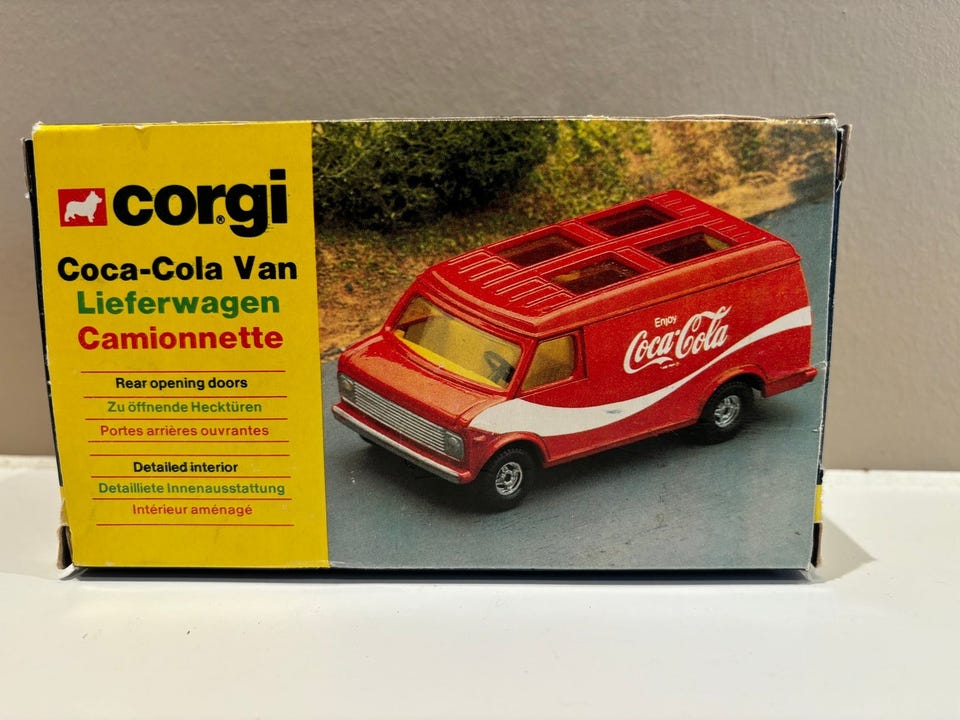 corgi®
Coca-Cola Van
Lieferwagen
Camionnette
Rear opening doors
Zu öffnende Hecktüren
Portes arrières ouvrantes
Detailed interior
Detailliete Innenausstattung
Intérieur aménagé
Enjoy
Coca-Cola